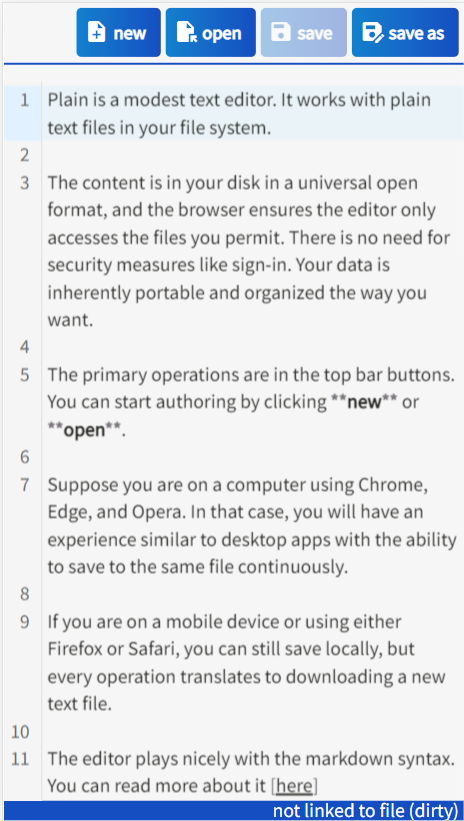 new open save save as
1 Plain is a modest text editor. It works with plain
text files in your file system.
2
3 The content is in your disk in a universal open
format, and the browser ensures the editor only
accesses the files you permit. There is no need for
security measures like sign-in. Your data is
inherently portable and organized the way you
want.
4
5 The primary operations are in the top bar buttons.
You can start authoring by clicking **new** or
**open**.
6
7 Suppose you are on a computer using Chrome,
Edge, and Opera. In that case, you will have an
experience similar to desktop apps with the ability
to save to the same file continuously.
8
9 If you are on a mobile device or using either
Firefox or Safari, you can still save locally, but
every operation translates to downloading a new
text file.
10
11 The editor plays nicely with the markdown syntax.
You can read more about it [here]
not linked to file (dirty)